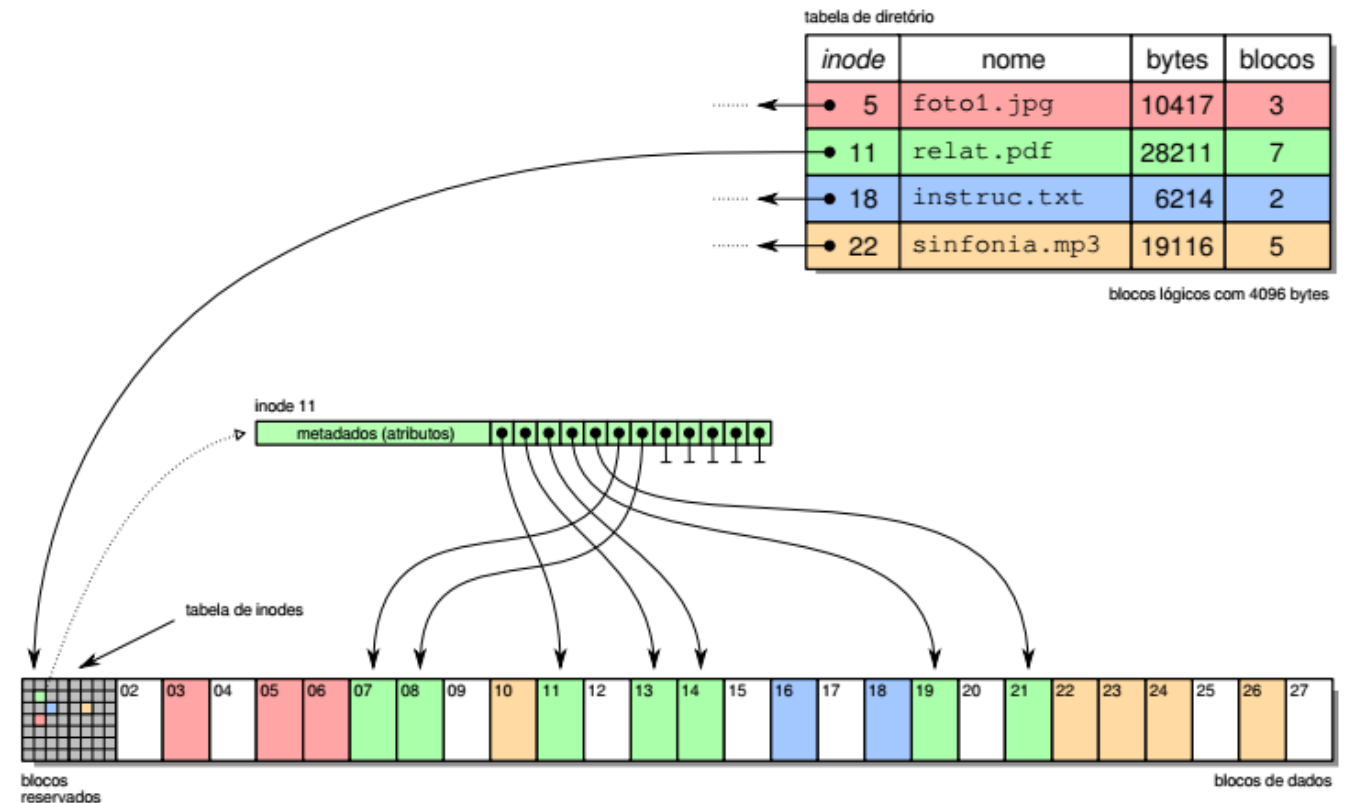 tabela de diretório
inode nome bytes blocos
5 foto1.jpg 10417 3
11 relat.pdf 28211 7
18 instruc.txt 6214 2
22 sinfonia.mp3 19116 5
blocos lógicos com 4096 bytes
inode 11
metadados (atributos)
tabela de inodes
02 03 04 05 06 07 08 09 10 11 12 13 14 15 16 17 18 19 20 21 22 23 24 25 26 27
blocos
reservados
blocos de dados